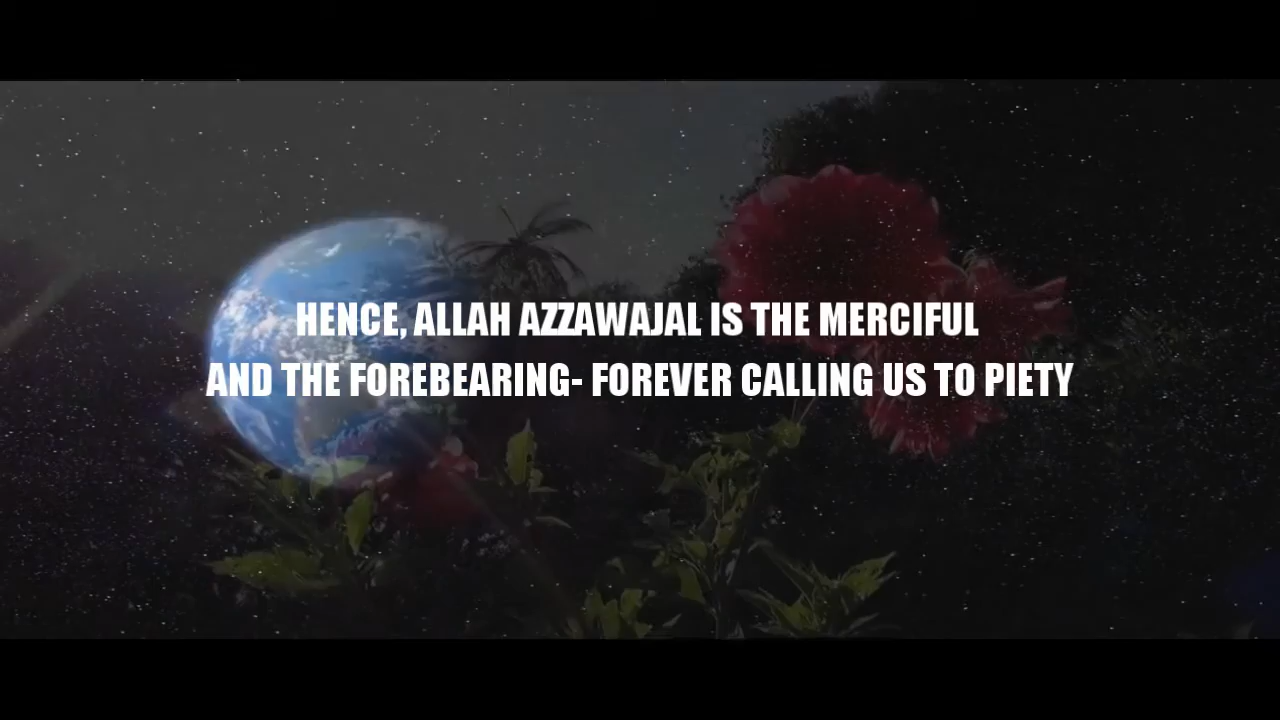 HENCE, ALLAH AZZAWAJAL IS THE MERCIFUL
AND THE FOREBEARING- FOREVER CALLING US TO PIETY